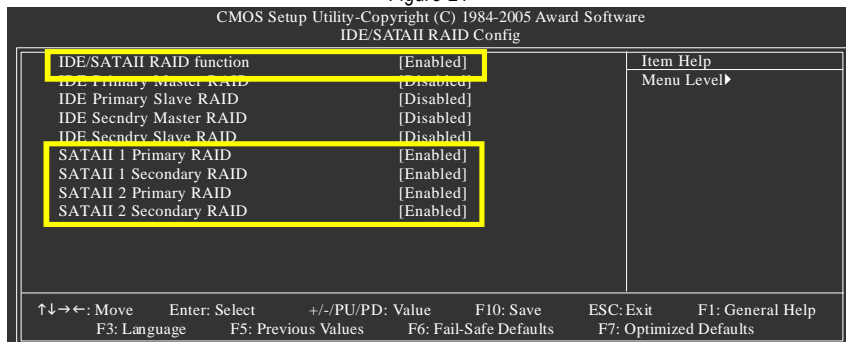 CMOS Setup Utility-Copyright (C) 1984-2005 Award Software
IDE/SATAII RAID Config
IDE/SATAII RAID function [Enabled] Item Help
IDE Primary Master RAID [Disabled] Menu Level▶
IDE Primary Slave RAID [Disabled]
IDE Secndry Master RAID [Disabled]
IDE Secndry Slave RAID [Disabled]
SATAII 1 Primary RAID [Enabled]
SATAII 1 Secondary RAID [Enabled]
SATAII 2 Primary RAID [Enabled]
SATAII 2 Secondary RAID [Enabled]
↑↓→←: Move Enter: Select +/-/PU/PD: Value F10: Save ESC: Exit F1: General Help
F3: Language F5: Previous Values F6: Fail-Safe Defaults F7: Optimized Defaults